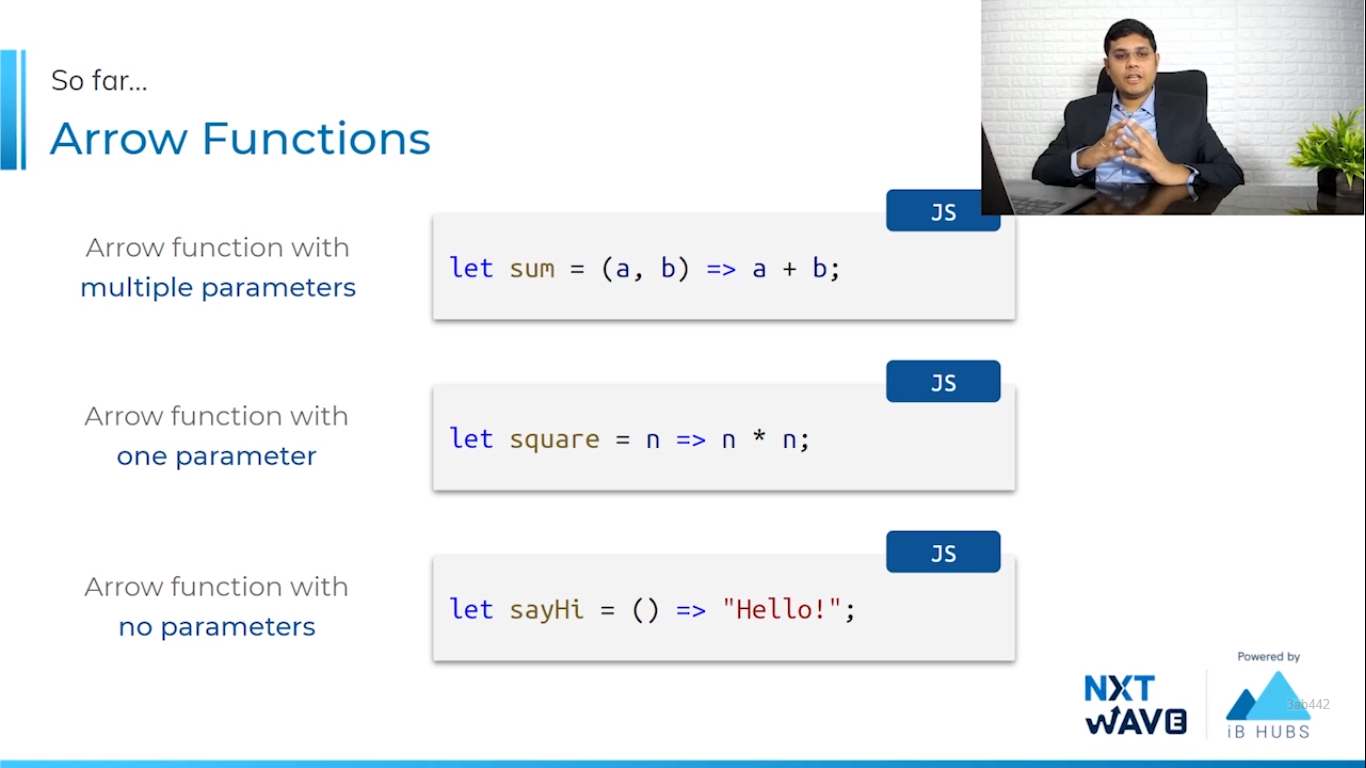 So far...
Arrow Functions
Arrow function with
multiple parameters
JS
let sum = (a, b) => a + b;
Arrow function with
one parameter
JS
let square = n => n * n;
Arrow function with
no parameters
JS
let sayHi = () => "Hello!";
NXT
WAVE
Powered by
3ab442
iB HUBS